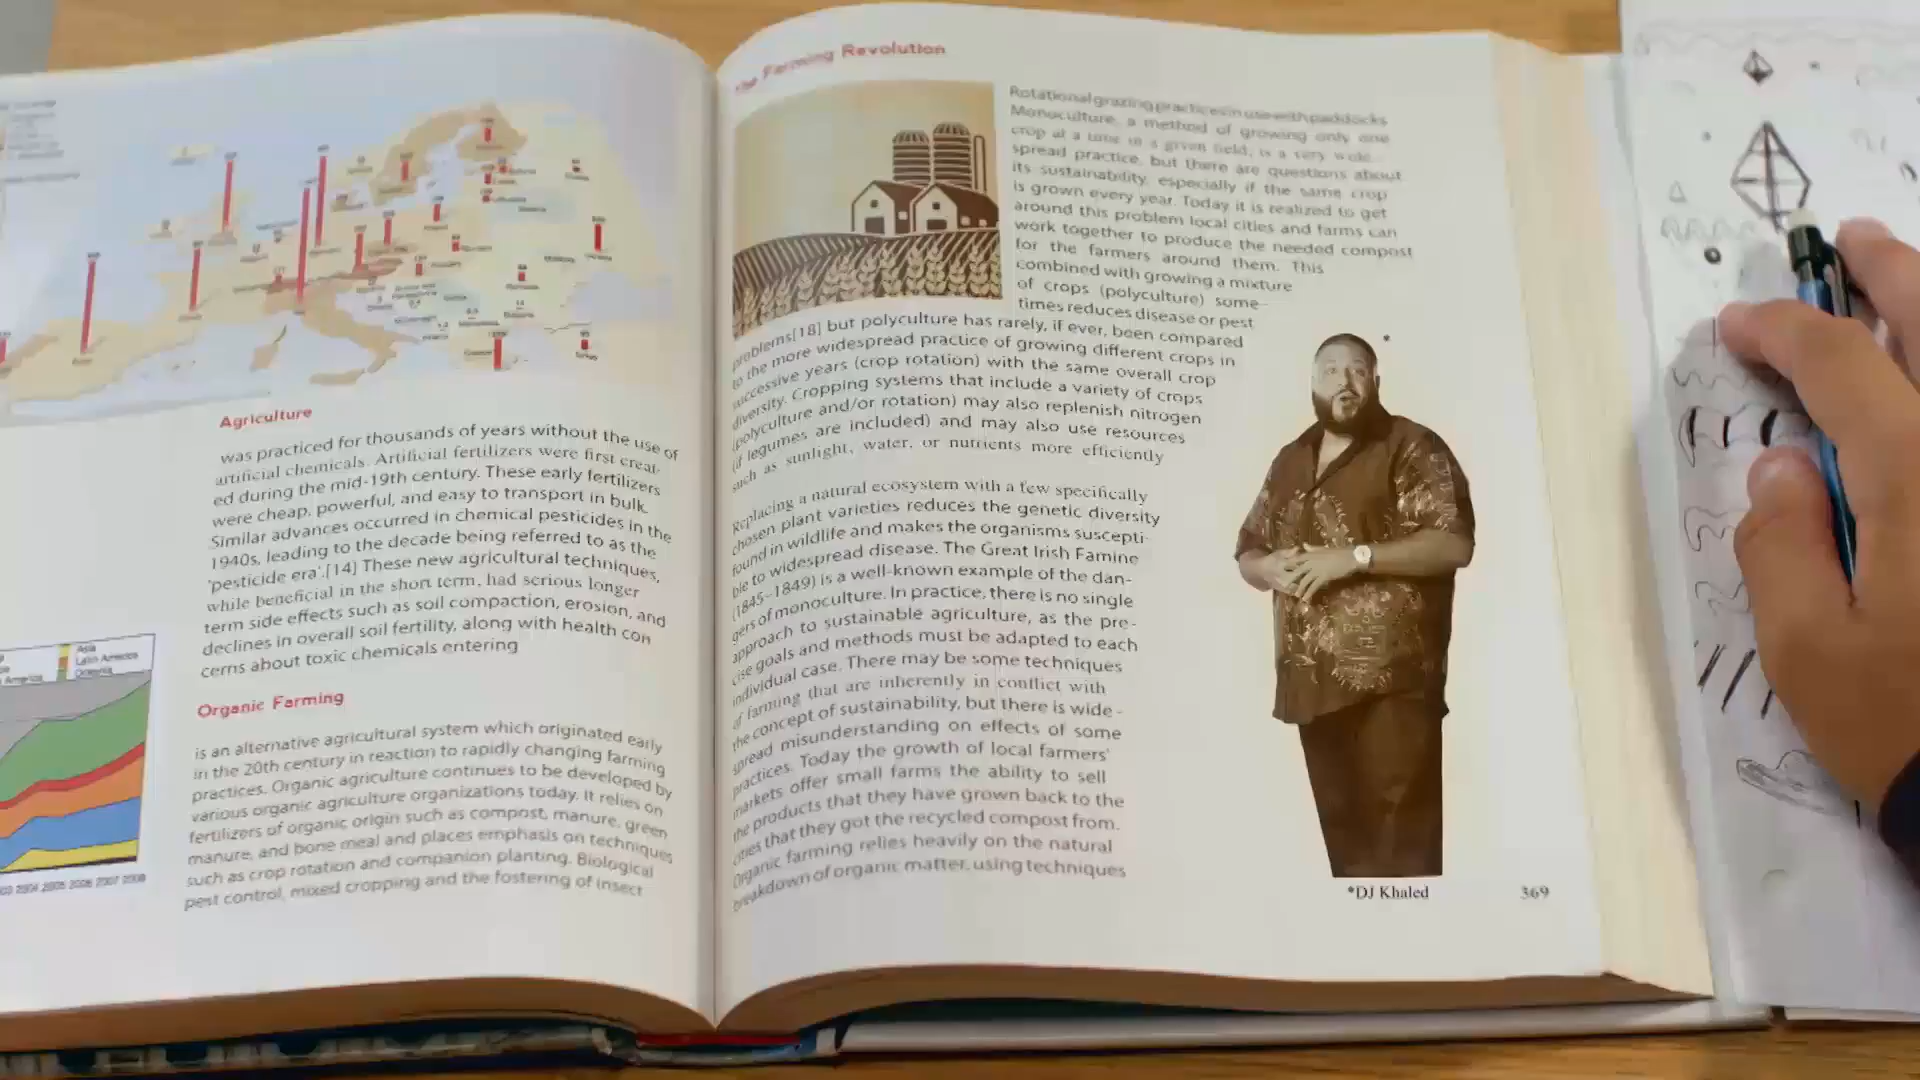 Agriculture
was practiced for thousands of years without the use of
artificial chemicals. Artificial fertilizers were first creat-
ed during the mid-19th century. These early fertilizers
were cheap, powerful, and easy to transport in bulk.
Similar advances occurred in chemical pesticides in the
1940s, leading to the decade being referred to as the
'pesticide era'.[14] These new agricultural techniques,
while beneficial in the short term, had serious longer
term side effects such as soil compaction, erosion, and
declines in overall soil fertility, along with health con
cerns about toxic chemicals entering
Asia
Latin America
Oceania
America
2004 2005 2006 2007 2008
Organic Farming
is an alternative agricultural system which originated early
in the 20th century in reaction to rapidly changing farming
practices. Organic agriculture continues to be developed by
various organic agriculture organizations today. It relies on
fertilizers of organic origin such as compost, manure, green
manure, and bone meal and places emphasis on techniques
such as crop rotation and companion planting. Biological
pest control, mixed cropping and the fostering of insect
the Farming Revolution
Rotational grazing practices in use with paddocks
Monoculture, a method of growing only one
crop at a time in a given field, is a very wide-
spread practice, but there are questions about
its sustainability, especially if the same crop
is grown every year. Today it is realized to get
around this problem local cities and farms can
work together to produce the needed compost
for the farmers around them. This
combined with growing a mixture
of crops (polyculture) some-
times reduces disease or pest
problems[18] but polyculture has rarely, if ever, been compared
to the more widespread practice of growing different crops in
successive years (crop rotation) with the same overall crop
diversity. Cropping systems that include a variety of crops
(polyculture and/or rotation) may also replenish nitrogen
(if legumes are included) and may also use resources
such as sunlight, water, or nutrients more efficiently
Replacing a natural ecosystem with a few specifically
chosen plant varieties reduces the genetic diversity
found in wildlife and makes the organisms suscepti-
ble to widespread disease. The Great Irish Famine
(1845-1849) is a well-known example of the dan-
gers of monoculture. In practice, there is no single
approach to sustainable agriculture, as the pre-
cise goals and methods must be adapted to each
individual case. There may be some techniques
of farming that are inherently in conflict with
the concept of sustainability, but there is wide-
spread misunderstanding on effects of some
practices. Today the growth of local farmers'
markets offer small farms the ability to sell
the products that they have grown back to the
cities that they got the recycled compost from.
Organic farming relies heavily on the natural
breakdown of organic matter, using techniques
*
*DJ Khaled
369